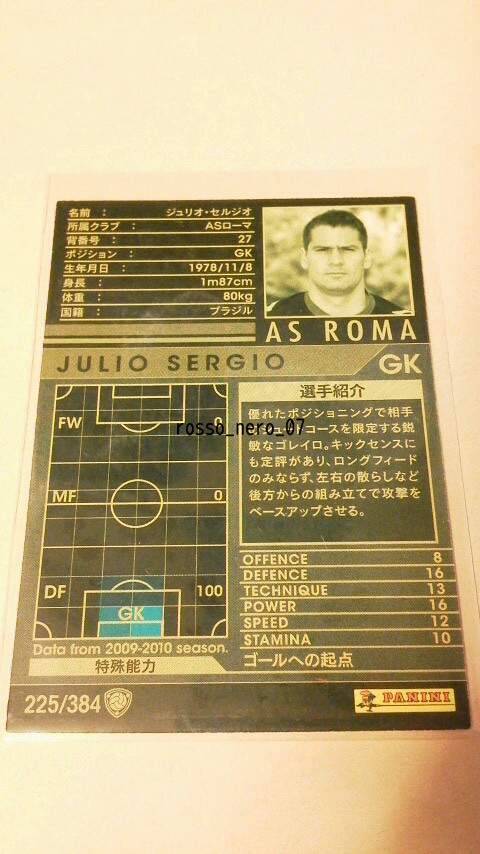 名前 : ジュリオ・セルジオ
所属クラブ : ASローマ
背番号 : 27
ポジション : GK
生年月日 : 1978/11/8
身長 : 1m87cm
体重 : 80kg
国籍 : ブラジル
AS ROMA
JULIO SERGIO GK
FW 0
MF 0
DF 100
GK
Data from 2009-2010 season.
選手紹介
優れたポジショニングで相手
シュートコースを限定する鋭
敏なゴレイロ。キックセンスに
も定評があり、ロングフィード
のみならず、左右の散らしなど
後方からの組み立てで攻撃を
ペースアップさせる。
rosso_nero_07
OFFENCE 8
DEFENCE 16
TECHNIQUE 13
POWER 16
SPEED 12
STAMINA 10
特殊能力 ゴールへの起点
225/384
PANINI